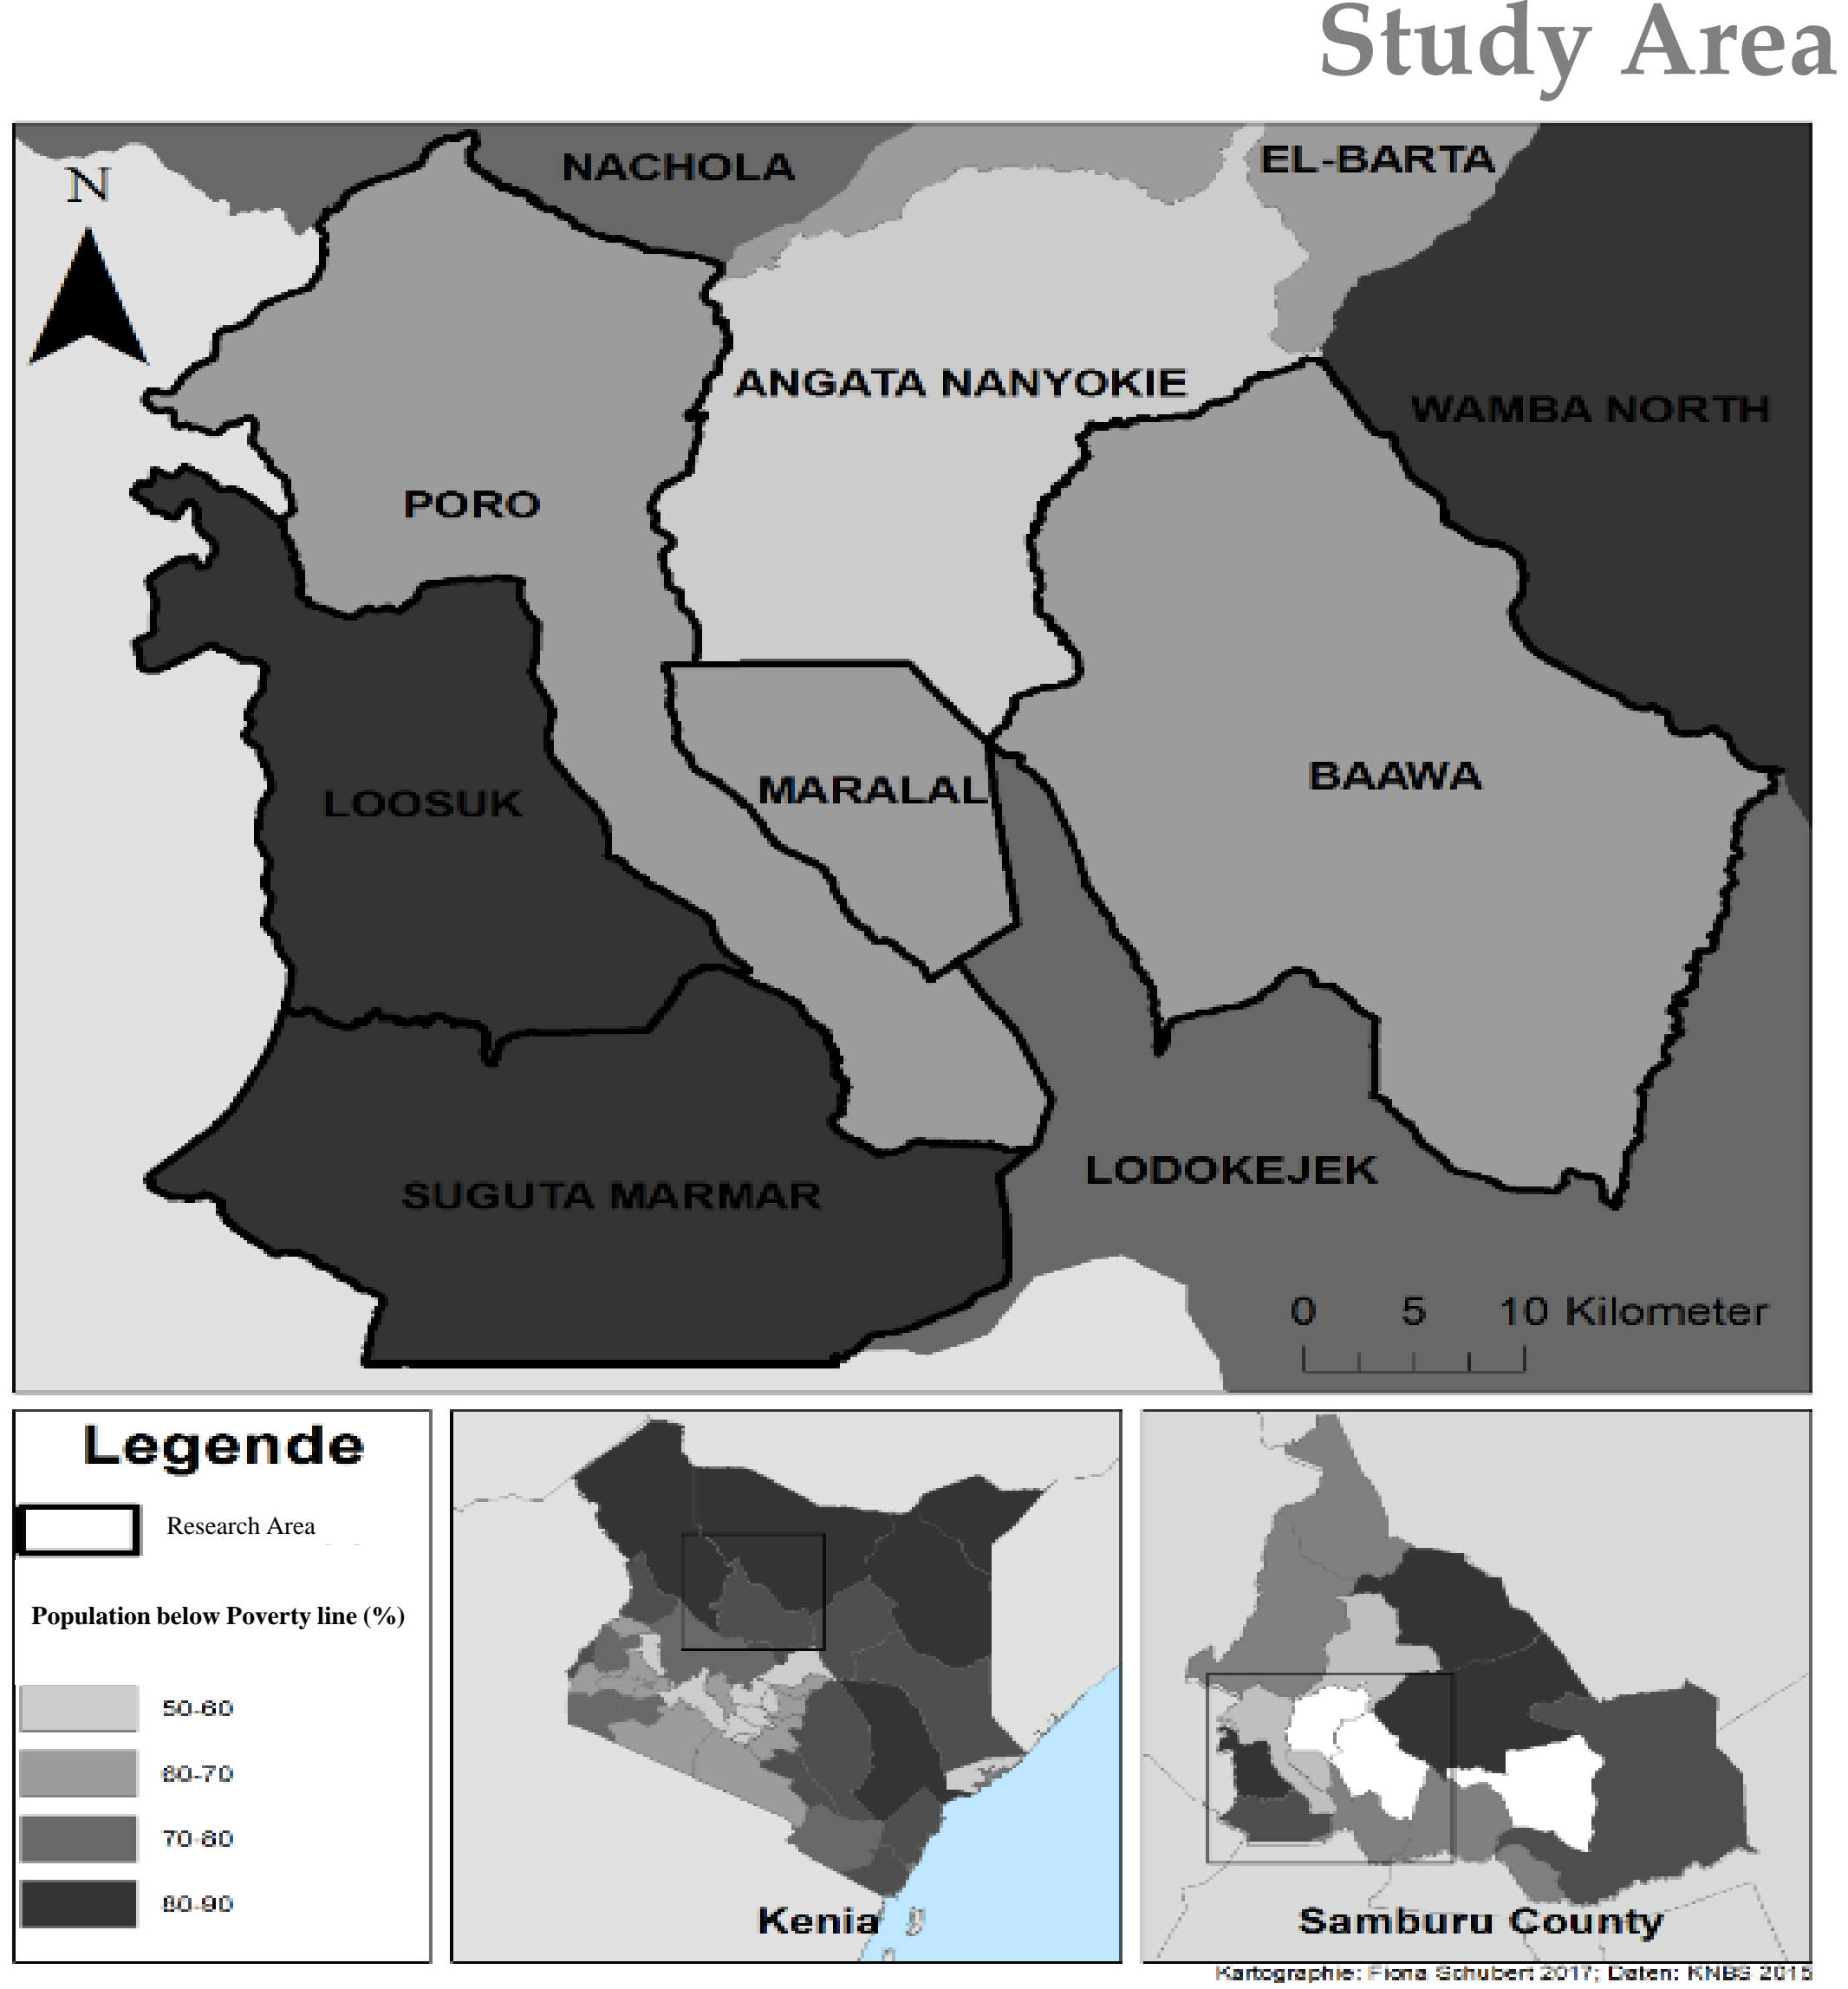 Study Area
N
NACHOLA
EL-BARTA
ANGATA NANYOKIE
WAMBA NORTH
PORO
BAAWA
MARALAL
LOOSUK
LODOKEJEK
SUGUTA MARMAR
0 5 10 Kilometer
Legende
Research Area
Population below Poverty line (%)
50-60
60-70
70-80
80-90
Kenia
Samburu County
Kartographie: Fiona Schubert 2017; Daten: KNBS 2015